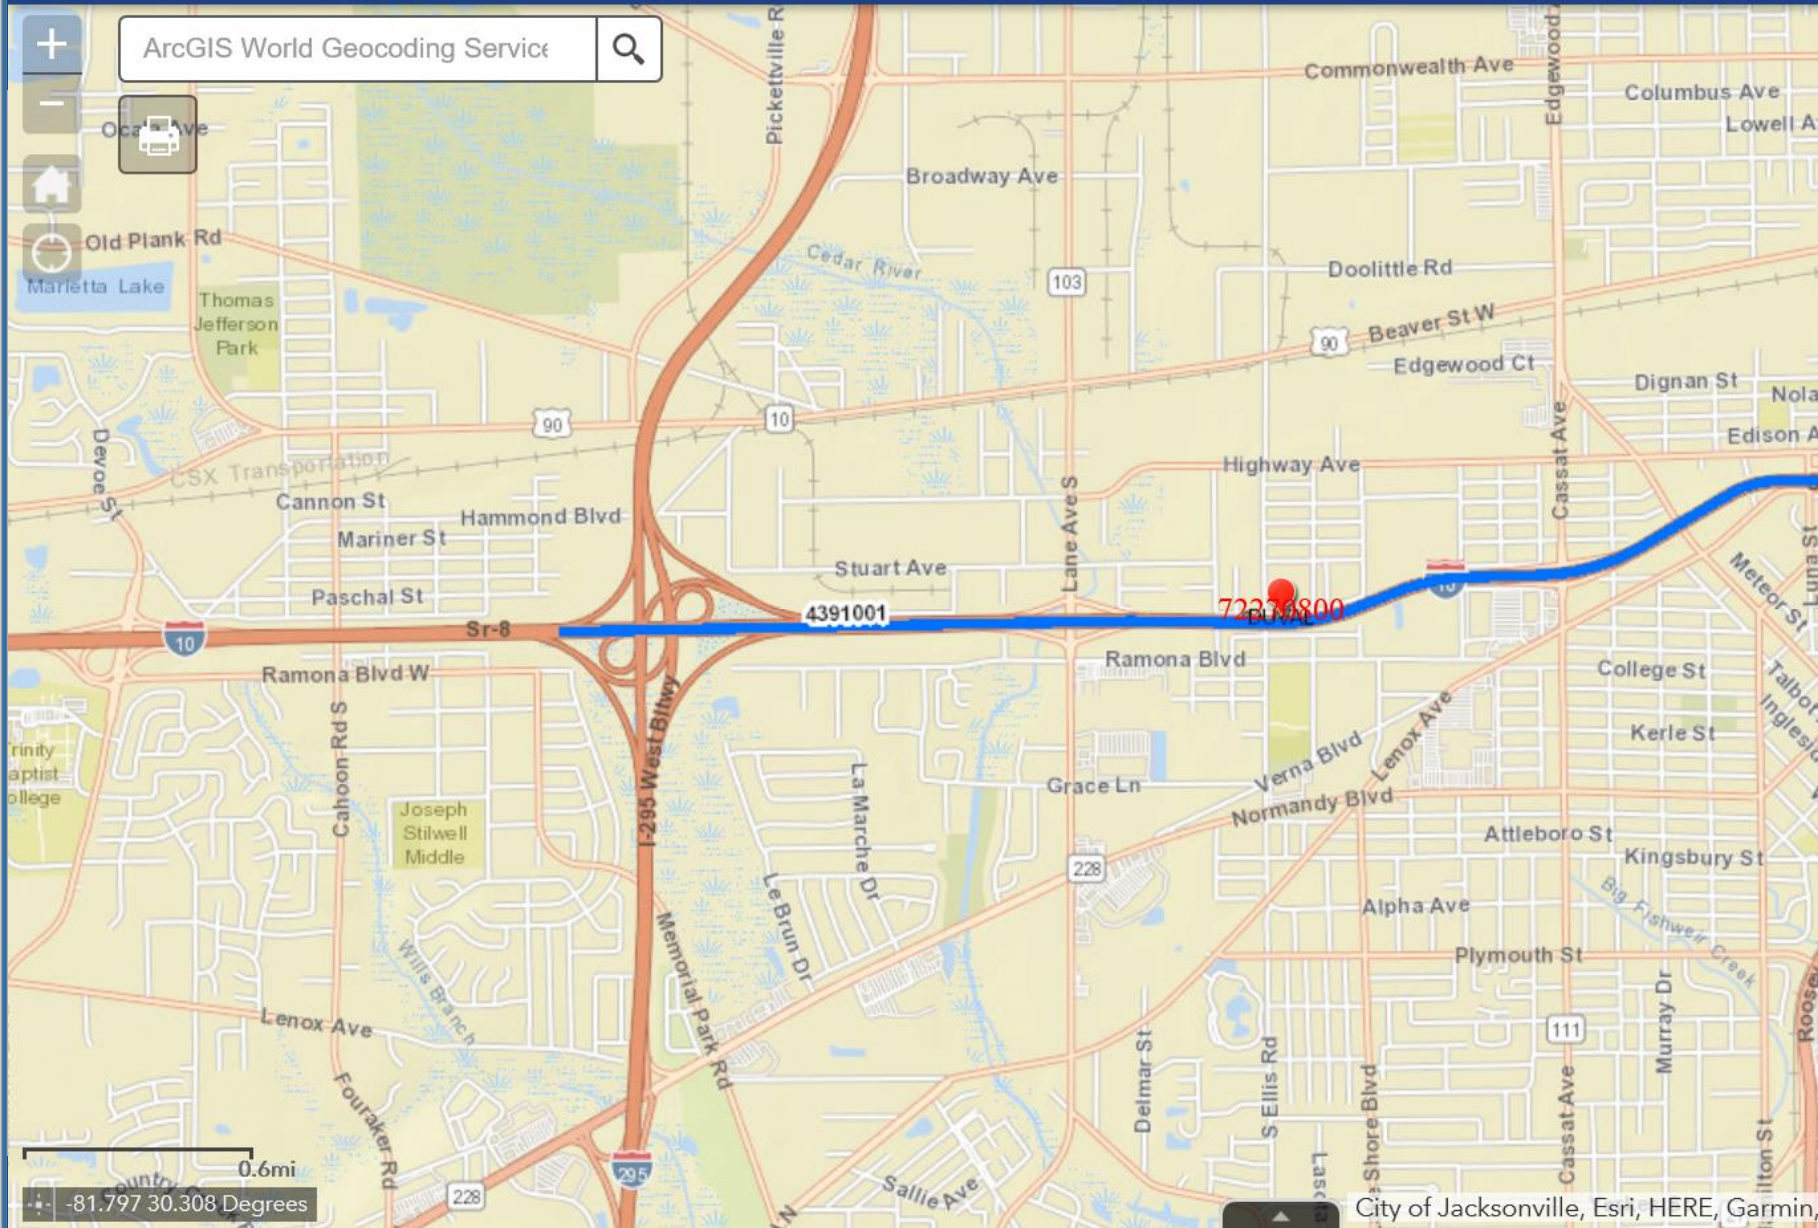 +
ArcGIS World Geocoding Service
Pickettville R
Commonwealth Ave
Edgewood
Columbus Ave
Lowell A
−
Broadway Ave
Old Plank Rd
Cedar River
103
Doolittle Rd
Marietta Lake
Thomas
Jefferson
Park
90
Beaver St W
Edgewood Ct
Dignan St
Nola
90
10
Edison A
Devoe St
CSX Transportation
Highway Ave
Cassat Ave
Cannon St
Hammond Blvd
Lane Ave S
Mariner St
Stuart Ave
Meteor St
Luna St
Paschal St
4391001
DUVAL
10
10
Sr-8
Ramona Blvd
Ramona Blvd W
College St
Talbot
Inglesid
Kerle St
Cahoon Rd S
I-295 West Bltwy
La Marche Dr
Grace Ln
Verna Blvd
Lenox Ave
Normandy Blvd
rinity
aptist
ollege
Joseph
Stilwell
Middle
Attleboro St
Kingsbury St
228
Le Brun Dr
Alpha Ave
Big Fishweir Creek
Memorial Park Rd
Plymouth St
Wills Branch
Lenox Ave
Murray Dr
Roosev
111
Delmar St
S Ellis Rd
e Shore Blvd
Cassat Ave
Fouraker Rd
ilton St
0.6mi
295
228
Sallie Ave
Lasc
-81.797 30.308 Degrees
City of Jacksonville, Esri, HERE, Garmin,